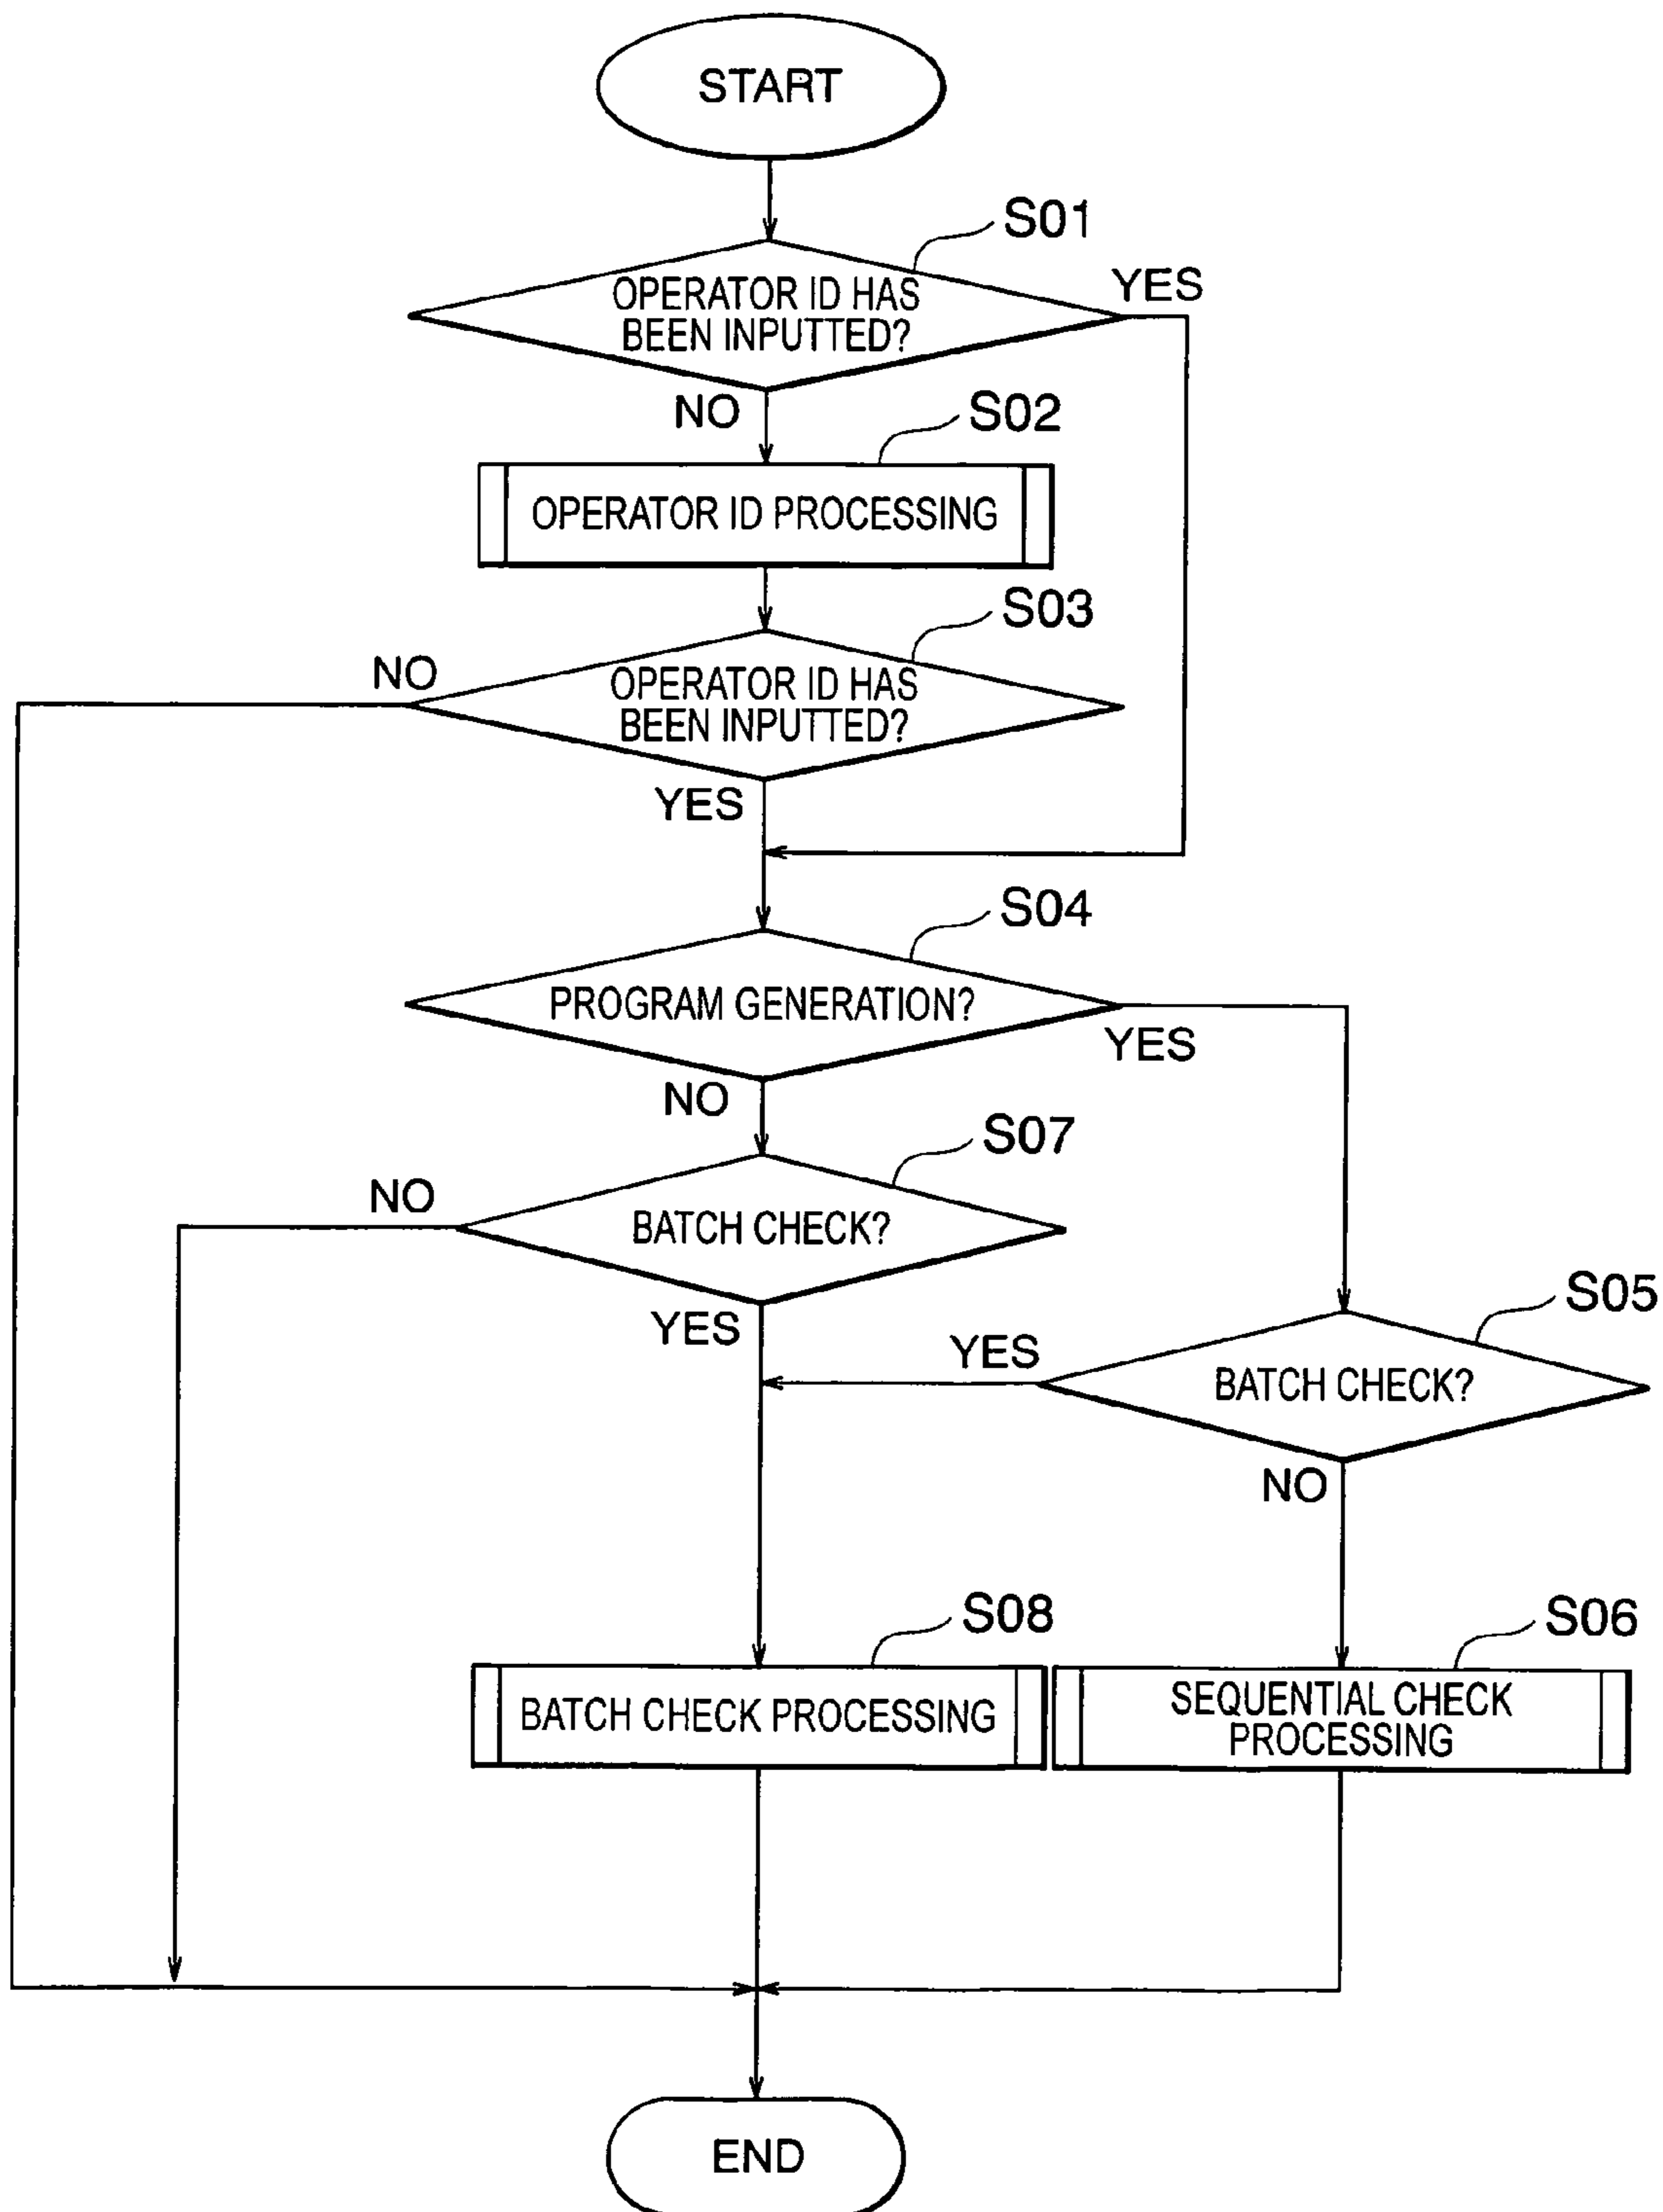 START
S01
OPERATOR ID HAS
BEEN INPUTTED?
YES
NO
S02
OPERATOR ID PROCESSING
S03
NO
OPERATOR ID HAS
BEEN INPUTTED?
YES
S04
PROGRAM GENERATION?
YES
NO
S07
NO
BATCH CHECK?
YES
S05
YES
BATCH CHECK?
NO
S08
BATCH CHECK PROCESSING
S06
SEQUENTIAL CHECK
PROCESSING
END